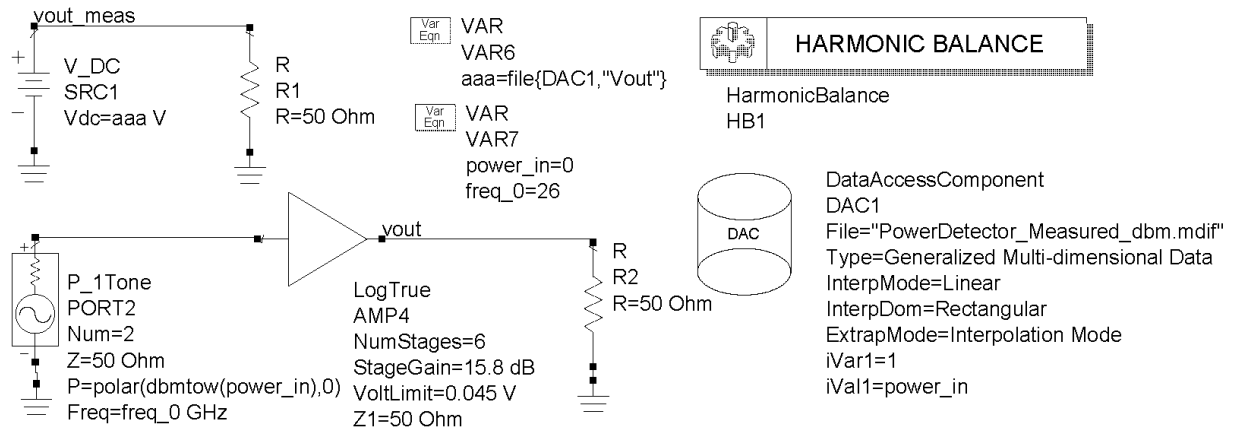 vout_meas
V_DC
SRC1
Vdc=aaa V
R
R1
R=50 Ohm
Var
Eqn
VAR
VAR6
aaa=file{DAC1,"Vout"}
Var
Eqn
VAR
VAR7
power_in=0
freq_0=26
HARMONIC BALANCE
HarmonicBalance
HB1
DAC
DataAccessComponent
DAC1
File="PowerDetector_Measured_dbm.mdif"
Type=Generalized Multi-dimensional Data
InterpMode=Linear
InterpDom=Rectangular
ExtrapMode=Interpolation Mode
iVar1=1
iVal1=power_in
P_1Tone
PORT2
Num=2
Z=50 Ohm
P=polar(dbmtow(power_in),0)
Freq=freq_0 GHz
vout
LogTrue
AMP4
NumStages=6
StageGain=15.8 dB
VoltLimit=0.045 V
Z1=50 Ohm
R
R2
R=50 Ohm